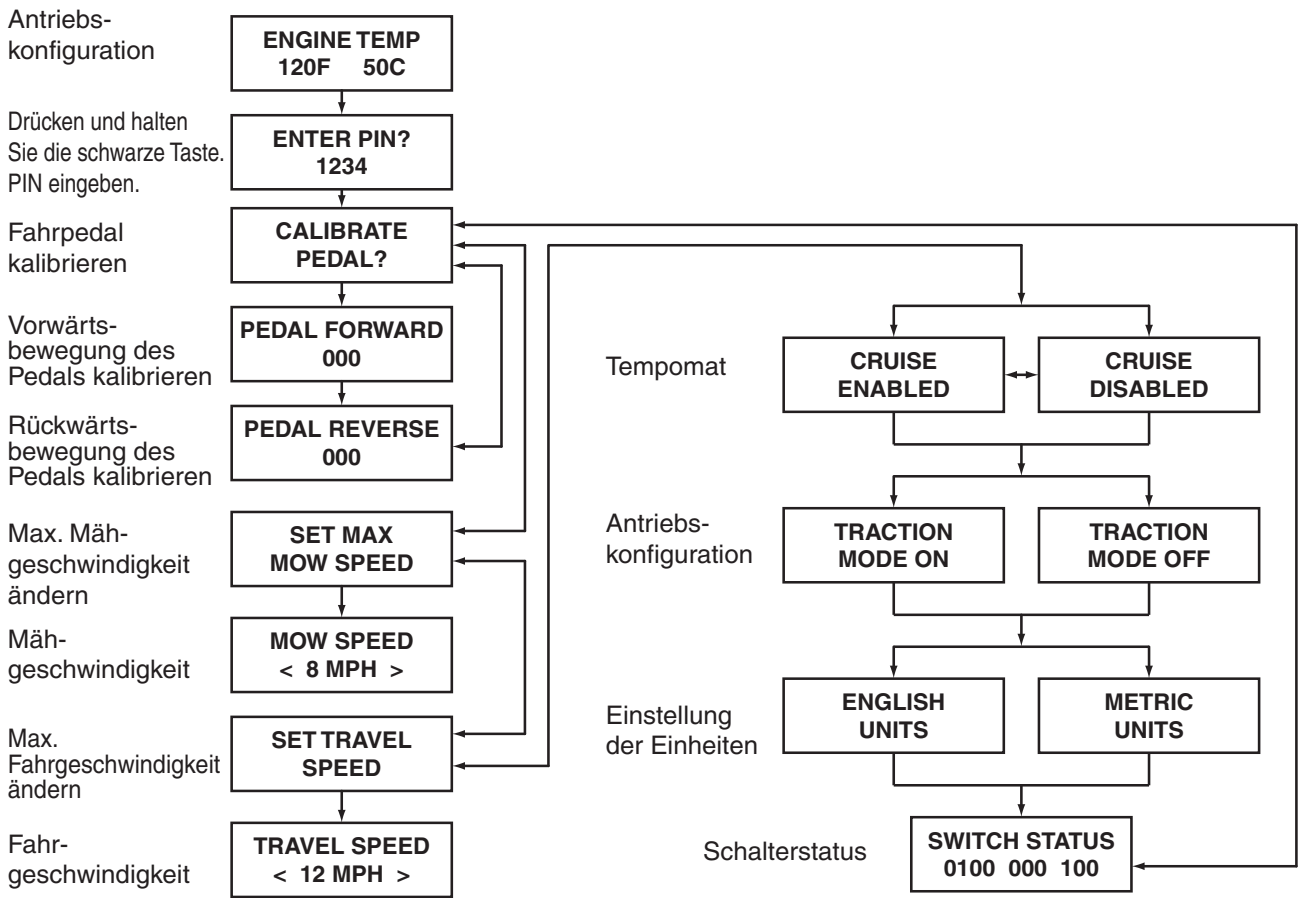 Antriebs-
konfiguration
ENGINE TEMP
120F 50C
Drücken und halten
Sie die schwarze Taste.
PIN eingeben.
ENTER PIN?
1234
Fahrpedal
kalibrieren
CALIBRATE
PEDAL?
Vorwärts-
bewegung des
Pedals kalibrieren
PEDAL FORWARD
000
Rückwärts-
bewegung des
Pedals kalibrieren
PEDAL REVERSE
000
Max. Mäh-
geschwindigkeit
ändern
SET MAX
MOW SPEED
Mäh-
geschwindigkeit
MOW SPEED
< 8 MPH >
Max.
Fahrgeschwindigkeit
ändern
SET TRAVEL
SPEED
Fahr-
geschwindigkeit
TRAVEL SPEED
< 12 MPH >
Tempomat
CRUISE
ENABLED
CRUISE
DISABLED
Antriebs-
konfiguration
TRACTION
MODE ON
TRACTION
MODE OFF
Einstellung
der Einheiten
ENGLISH
UNITS
METRIC
UNITS
Schalterstatus
SWITCH STATUS
0100 000 100